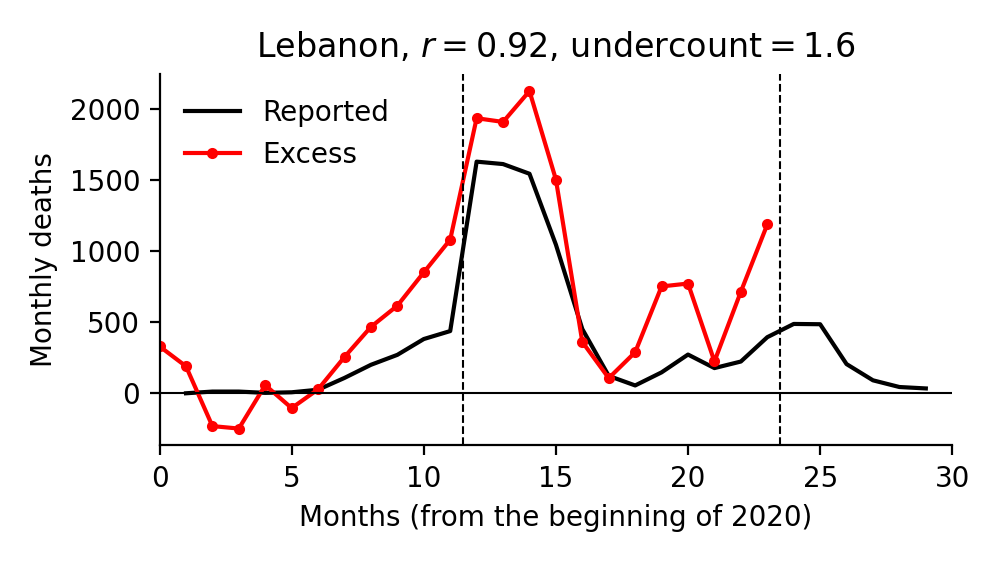 Lebanon, r = 0.92, undercount = 1.6
Reported
Excess
Monthly deaths
2000
1500
1000
500
0
0 5 10 15 20 25 30
Months (from the beginning of 2020)